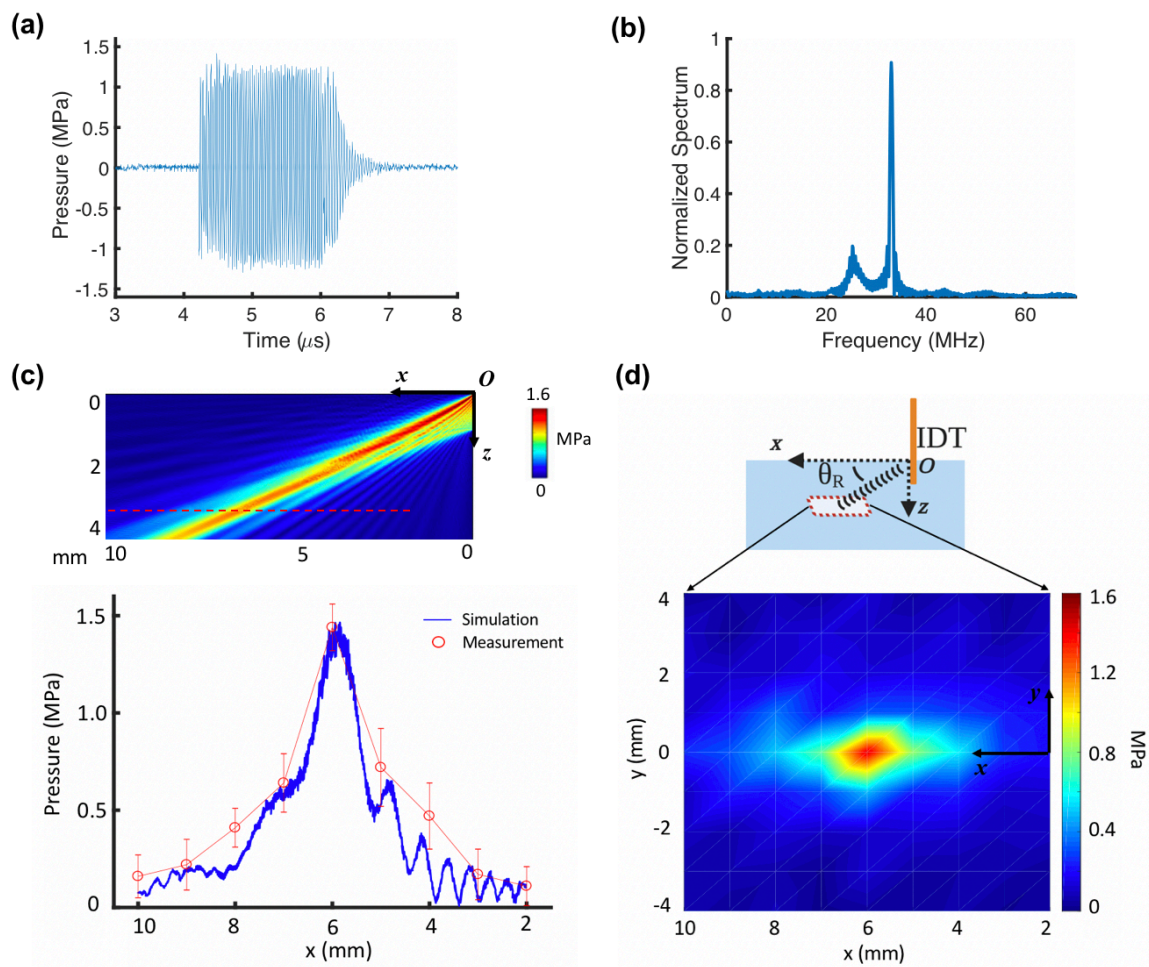 (a)
1.5
1
0.5
0
-0.5
-1
-1.5
Pressure (MPa)
3 4 5 6 7 8
Time (μs)
(b)
1
0.8
0.6
0.4
0.2
0
Normalized Spectrum
0 20 40 60
Frequency (MHz)
(c)
x O
0
2
4
z
mm 10 5 0
1.6
MPa
0
1.5
1.0
0.5
0
Pressure (MPa)
Simulation
Measurement
10 8 6 4 2
x (mm)
(d)
IDT
x
O
θR
z
4
2
0
-2
-4
y (mm)
y
x
10 8 6 4 2
x (mm)
1.6
1.2
0.8
0.4
0
MPa